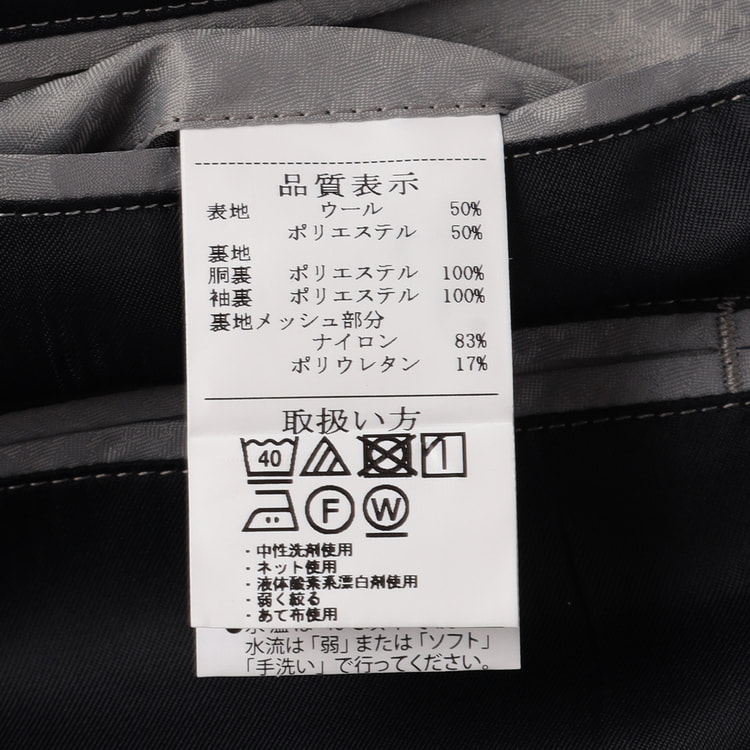 品質表示
表地 ウール 50%
ポリエステル 50%
裏地
胴裏 ポリエステル 100%
袖裏 ポリエステル 100%
裏地メッシュ部分
ナイロン 83%
ポリウレタン 17%
取扱い方
40
F W
・中性洗剤使用
・ネット使用
・液体酸素系漂白剤使用
・弱く絞る
・あて布使用
水流は「弱」または「ソフト」
「手洗い」で行ってください。